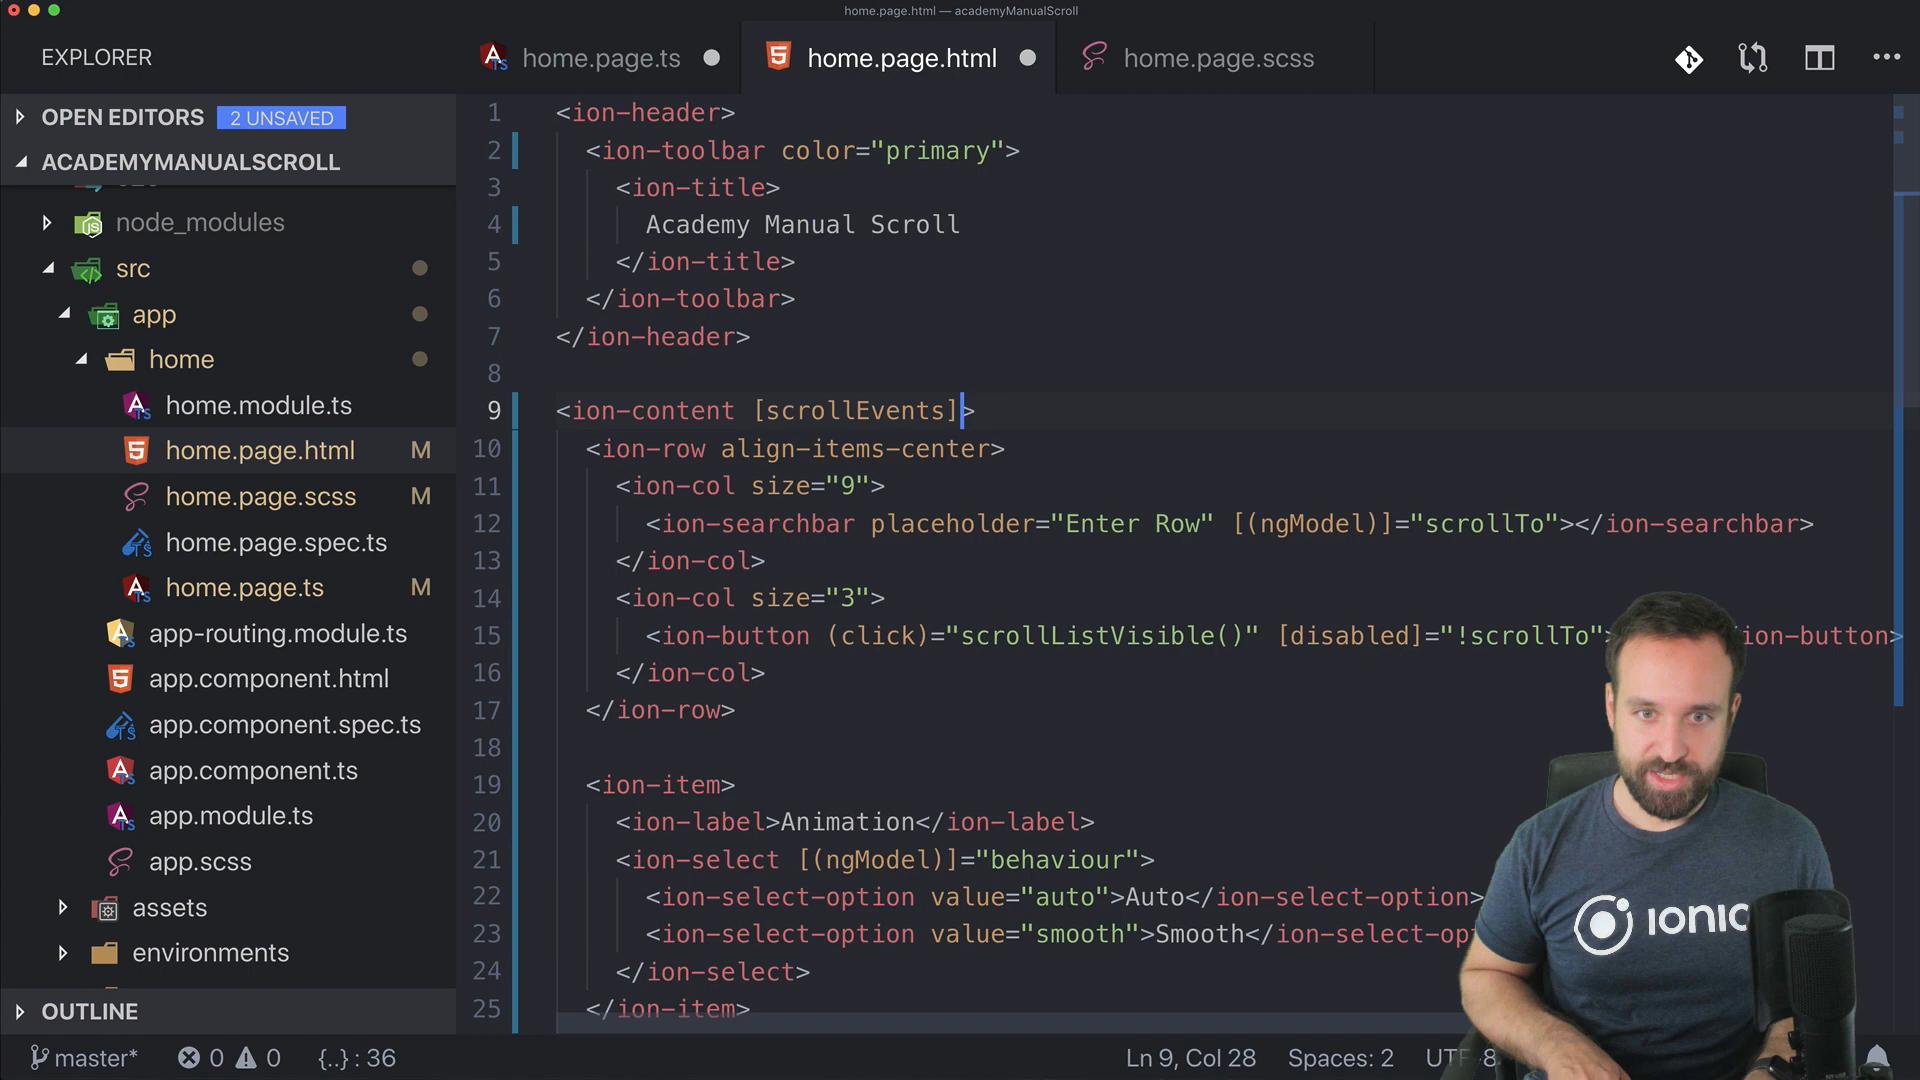 home.page.html — academyManualScroll
EXPLORER
home.page.ts
home.page.html
home.page.scss
OPEN EDITORS 2 UNSAVED
ACADEMYMANUALSCROLL
node_modules
src
app
home
home.module.ts
home.page.html M
home.page.scss M
home.page.spec.ts
home.page.ts M
app-routing.module.ts
app.component.html
app.component.spec.ts
app.component.ts
app.module.ts
app.scss
assets
environments
OUTLINE
1 <ion-header>
2 <ion-toolbar color="primary">
3 <ion-title>
4 Academy Manual Scroll
5 </ion-title>
6 </ion-toolbar>
7 </ion-header>
8
9 <ion-content [scrollEvents]>
10 <ion-row align-items-center>
11 <ion-col size="9">
12 <ion-searchbar placeholder="Enter Row" [(ngModel)]="scrollTo"></ion-searchbar>
13 </ion-col>
14 <ion-col size="3">
15 <ion-button (click)="scrollListVisible()" [disabled]="!scrollTo" ion-button>
16 </ion-col>
17 </ion-row>
18
19 <ion-item>
20 <ion-label>Animation</ion-label>
21 <ion-select [(ngModel)]="behaviour">
22 <ion-select-option value="auto">Auto</ion-select-option>
23 <ion-select-option value="smooth">Smooth</ion-select-op
24 </ion-select>
25 </ion-item>
IONIC
master* 0 0 {..} : 36
Ln 9, Col 28 Spaces: 2 UTF-8